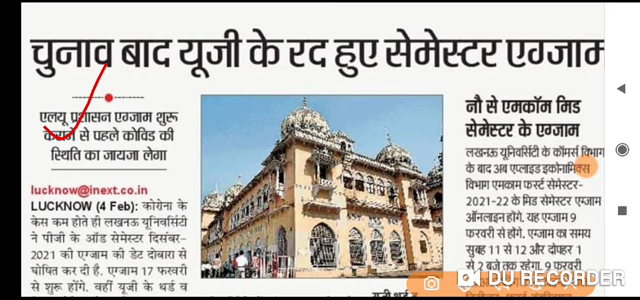 चुनाव बाद यूजी के रद हुए सेमेस्टर एग्जाम
एलयू प्रशासन एग्जाम शुरू
कराने से पहले कोविड की
स्थिति का जायजा लेगा
lucknow@inext.co.in
LUCKNOW (4 Feb): कोरोना के
केस कम होते ही लखनऊ यूनिवर्सिटी
ने पीजी के ऑड सेमेस्टर दिसंबर-
2021 की एग्जाम की डेट दोबारा से
घोषित कर दी है. एग्जाम 17 फरवरी
से शुरू होंगे. वहीं यूजी के थर्ड व
नौ से एमकॉम मिड
सेमेस्टर के एग्जाम
लखनऊ यूनिवर्सिटी के कॉमर्स विभाग
के बाद अब एप्लाइड इकोनामिक्स
विभाग एमकाम फर्स्ट सेमेस्टर-
2021-22 के मिड सेमेस्टर एग्जाम
ऑनलाइन होंगे. यह एग्जाम 9
फरवरी से होंगे. एग्जाम का समय
सुबह 11 से 12 और दोपहर 1
से 2 बजे तक रहेगा. 9 फरवरी
DU RECORDER